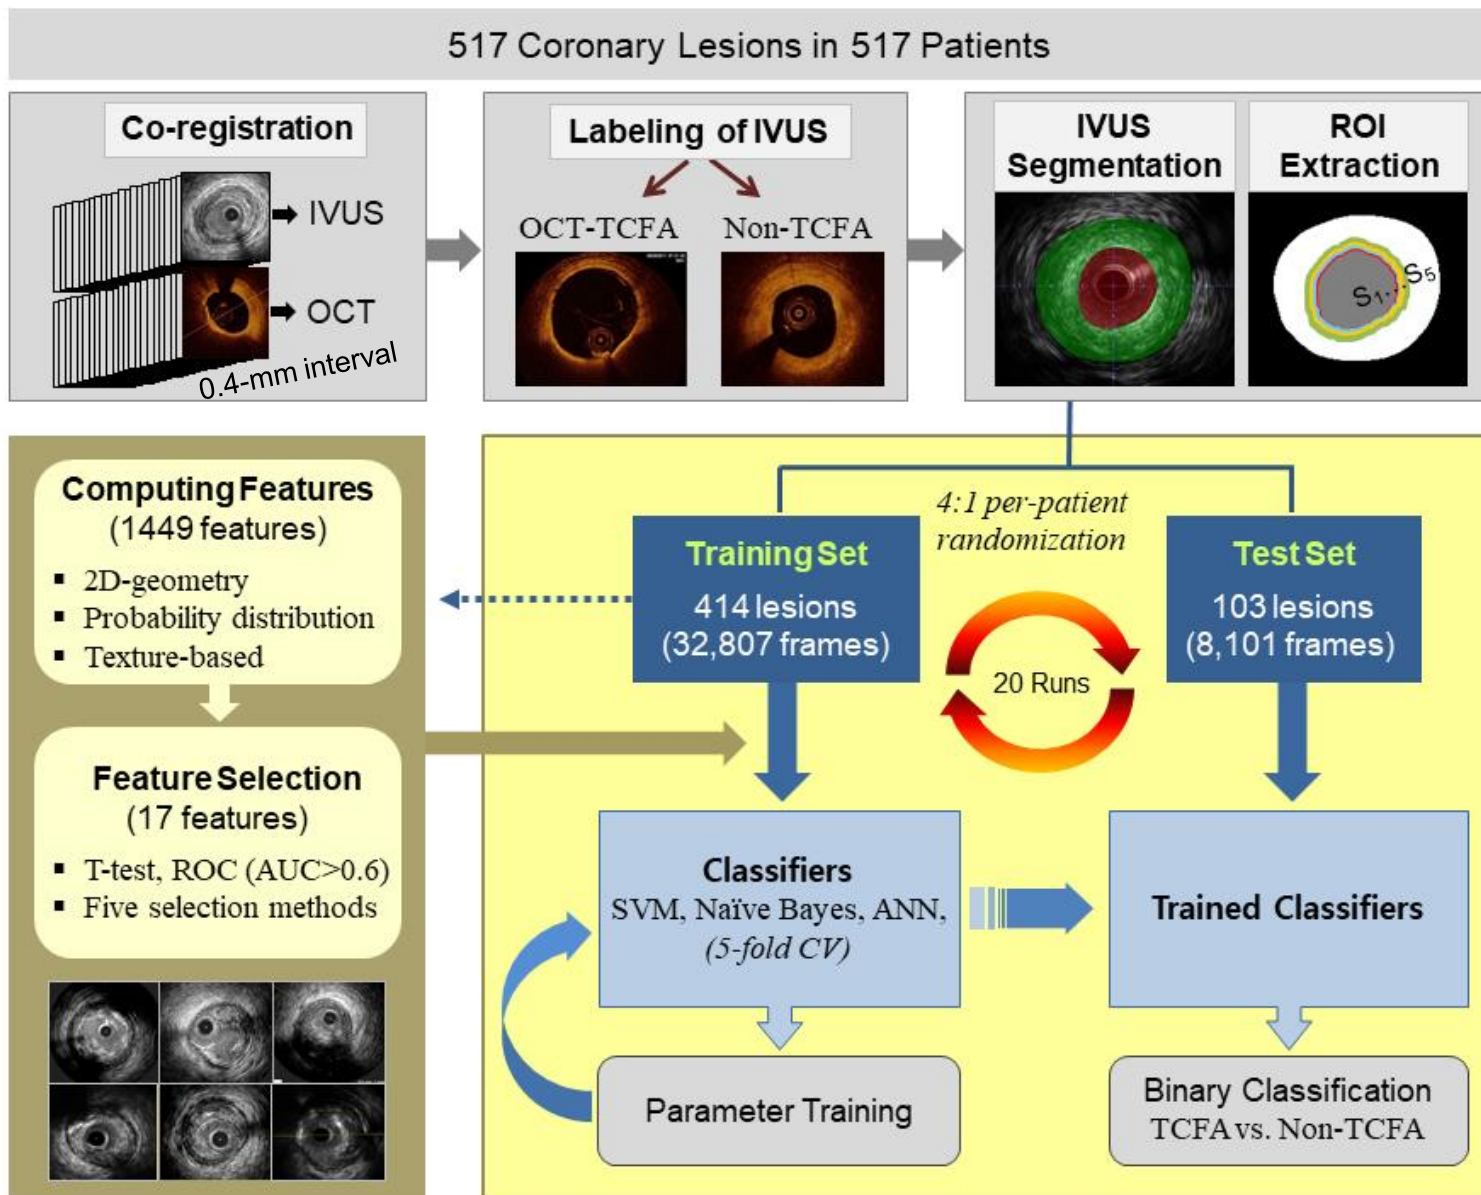 517 Coronary Lesions in 517 Patients
Co-registration
IVUS
OCT
0.4-mm interval
Labeling of IVUS
OCT-TCFA
Non-TCFA
IVUS
Segmentation
ROI
Extraction
S1...S5
Computing Features
(1449 features)
▪ 2D-geometry
▪ Probability distribution
▪ Texture-based
Feature Selection
(17 features)
▪ T-test, ROC (AUC>0.6)
▪ Five selection methods
4:1 per-patient
randomization
Training Set
414 lesions
(32,807 frames)
Test Set
103 lesions
(8,101 frames)
20 Runs
Classifiers
SVM, Naïve Bayes, ANN,
(5-fold CV)
Trained Classifiers
Parameter Training
Binary Classification
TCFA vs. Non-TCFA